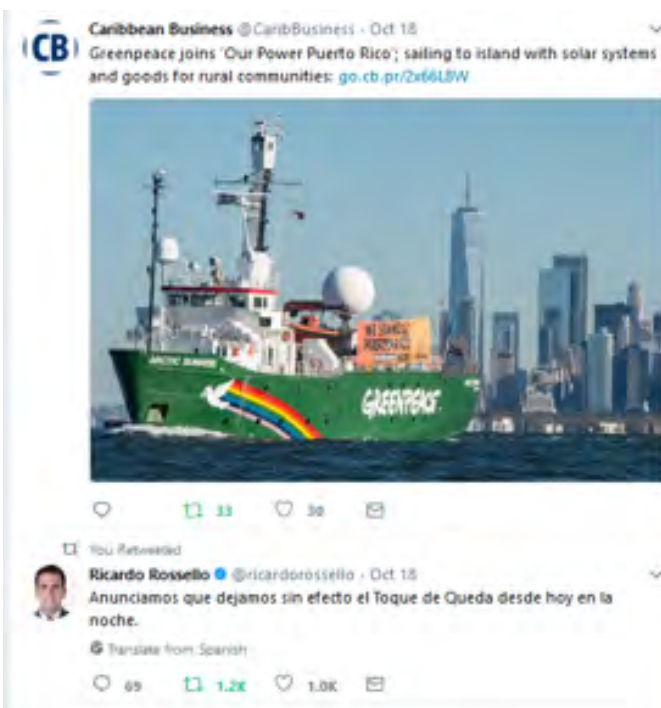 CB
Caribbean Business @CaribBusiness · Oct 18
Greenpeace joins 'Our Power Puerto Rico'; sailing to island with solar systems
and goods for rural communities: go.cb.pr/2x66L8W
ARCTIC SUNRISE
GREENPEACE
33 30
You Retweeted
Ricardo Rossello @ricardorossello · Oct 18
Anunciamos que dejamos sin efecto el Toque de Queda desde hoy en la
noche.
Translate from Spanish
69 1.2K 1.0K